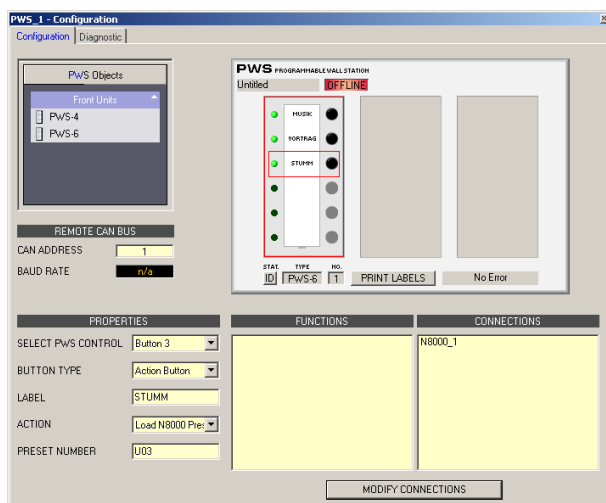 PWS_1 - Configuration
Configuration Diagnostic
PWS Objects
Front Units
PWS-4
PWS-6
REMOTE CAN BUS
CAN ADDRESS 1
BAUD RATE n/a
PWS PROGRAMMABLE WALL STATION
Untitled OFFLINE
MUSIK
VORTRAG
STUMM
STAT. TYPE NO.
ID PWS-6 1 PRINT LABELS No Error
PROPERTIES
SELECT PWS CONTROL Button 3
BUTTON TYPE Action Button
LABEL STUMM
ACTION Load N8000 Pre:
PRESET NUMBER U03
FUNCTIONS
CONNECTIONS
N8000_1
MODIFY CONNECTIONS